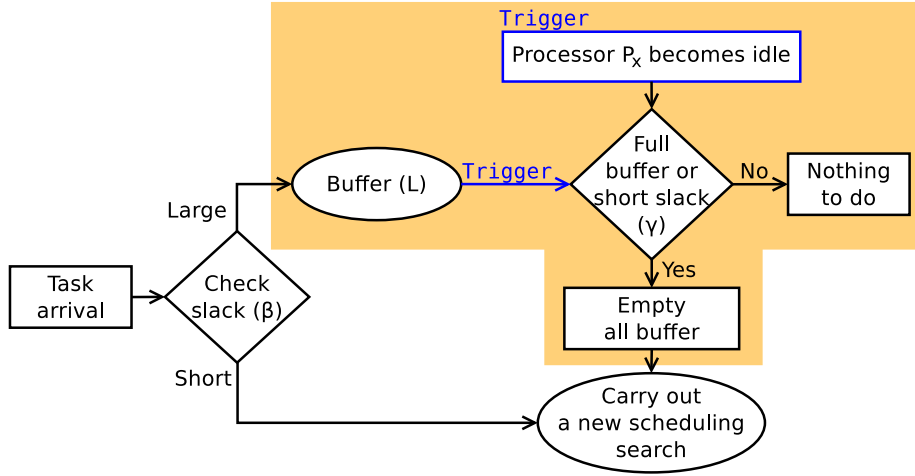 Trigger
Processor Px becomes idle
Full
buffer or
short slack
(γ)
Buffer (L)
Trigger
No
Nothing
to do
Large
Task
arrival
Check
slack (β)
Yes
Empty
all buffer
Short
Carry out
a new scheduling
search